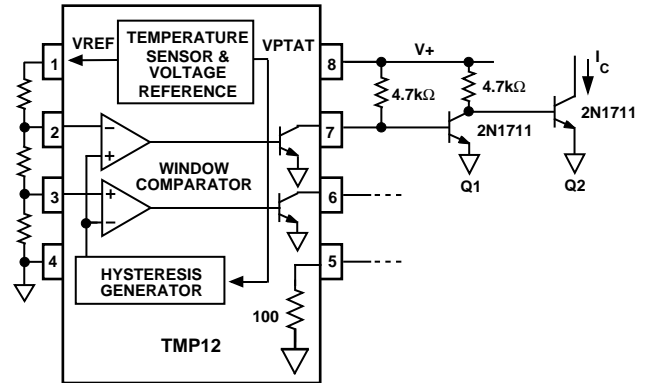 VREF
TEMPERATURE
SENSOR &
VOLTAGE
REFERENCE
VPTAT
1
2
3
4
8
7
6
5
−
+
+
−
WINDOW
COMPARATOR
HYSTERESIS
GENERATOR
100
TMP12
V+
4.7kΩ
4.7kΩ
2N1711
Q1
IC
2N1711
Q2